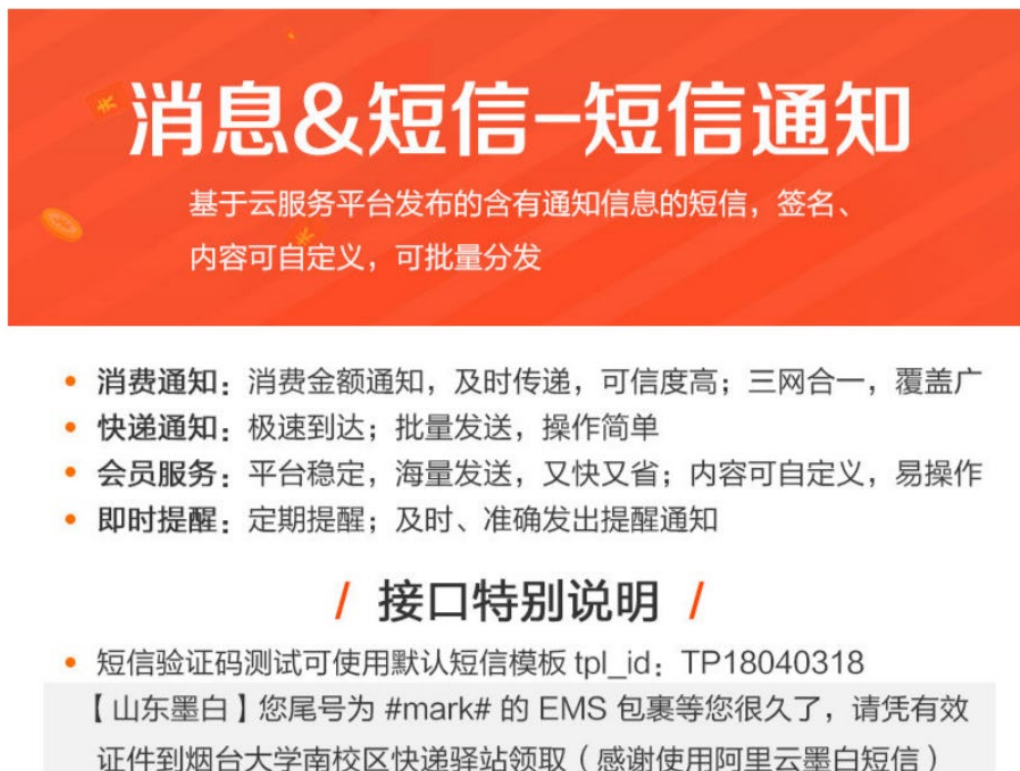 消息&短信-短信通知
基于云服务平台发布的含有通知信息的短信，签名、
内容可自定义，可批量分发
• 消费通知：消费金额通知，及时传递，可信度高；三网合一，覆盖广
• 快递通知：极速到达；批量发送，操作简单
• 会员服务：平台稳定，海量发送，又快又省；内容可自定义，易操作
• 即时提醒：定期提醒；及时、准确发出提醒通知
/ 接口特别说明 /
• 短信验证码测试可使用默认短信模板 tpl_id：TP18040318
【山东墨白】您尾号为 #mark# 的 EMS 包裹等您很久了，请凭有效
证件到烟台大学南校区快递驿站领取（感谢使用阿里云墨白短信）